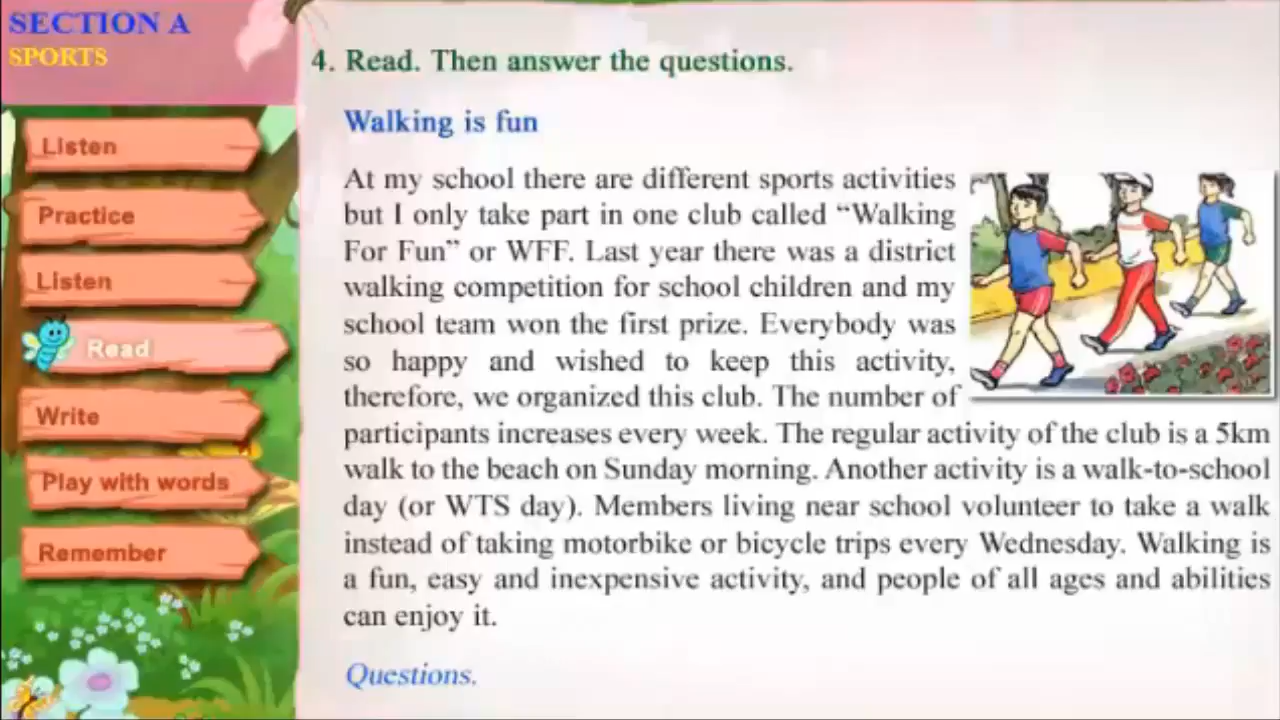 SECTION A
SPORTS
Listen
Practice
Listen
Read
Write
Play with words
Remember
4. Read. Then answer the questions.
Walking is fun
At my school there are different sports activities
but I only take part in one club called “Walking
For Fun” or WFF. Last year there was a district
walking competition for school children and my
school team won the first prize. Everybody was
so happy and wished to keep this activity,
therefore, we organized this club. The number of
participants increases every week. The regular activity of the club is a 5km
walk to the beach on Sunday morning. Another activity is a walk-to-school
day (or WTS day). Members living near school volunteer to take a walk
instead of taking motorbike or bicycle trips every Wednesday. Walking is
a fun, easy and inexpensive activity, and people of all ages and abilities
can enjoy it.
Questions.